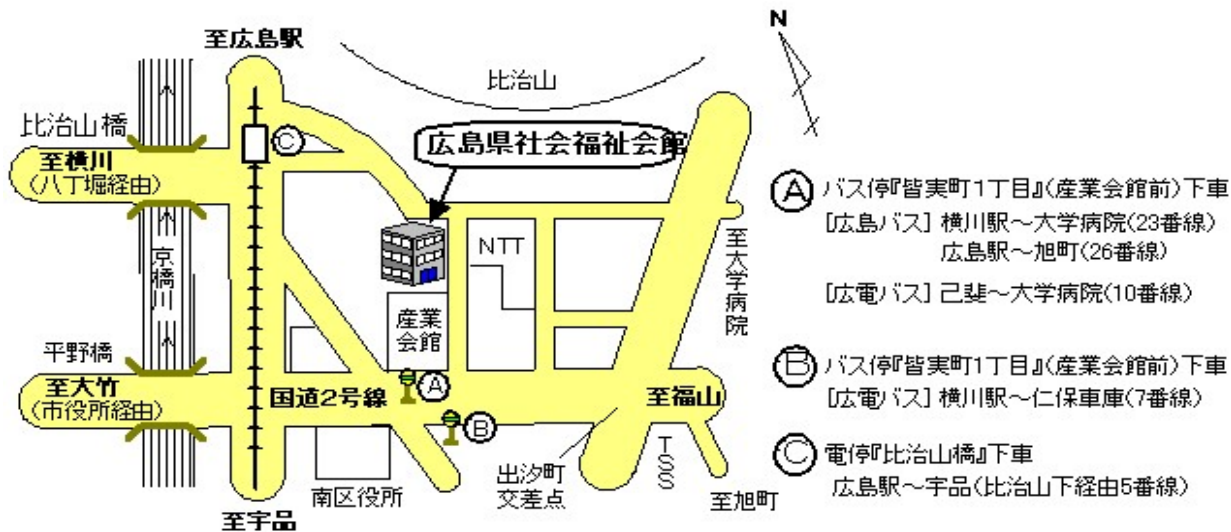 至広島駅
N
比治山
比治山橋
C
広島県社会福祉会館
至横川
(八丁堀経由)
京橋川
NTT
至大学病院
産業
会館
平野橋
至大竹
(市役所経由)
国道2号線
A
B
至福山
南区役所
出汐町
交差点
TSS
至旭町
至宇品
A バス停『皆実町1丁目』(産業会館前)下車
[広島バス] 横川駅～大学病院(23番線)
広島駅～旭町(26番線)
[広電バス] 己斐～大学病院(10番線)
B バス停『皆実町1丁目』(産業会館前)下車
[広電バス] 横川駅～仁保車庫(7番線)
C 電停『比治山橋』下車
広島駅～宇品(比治山下経由5番線)